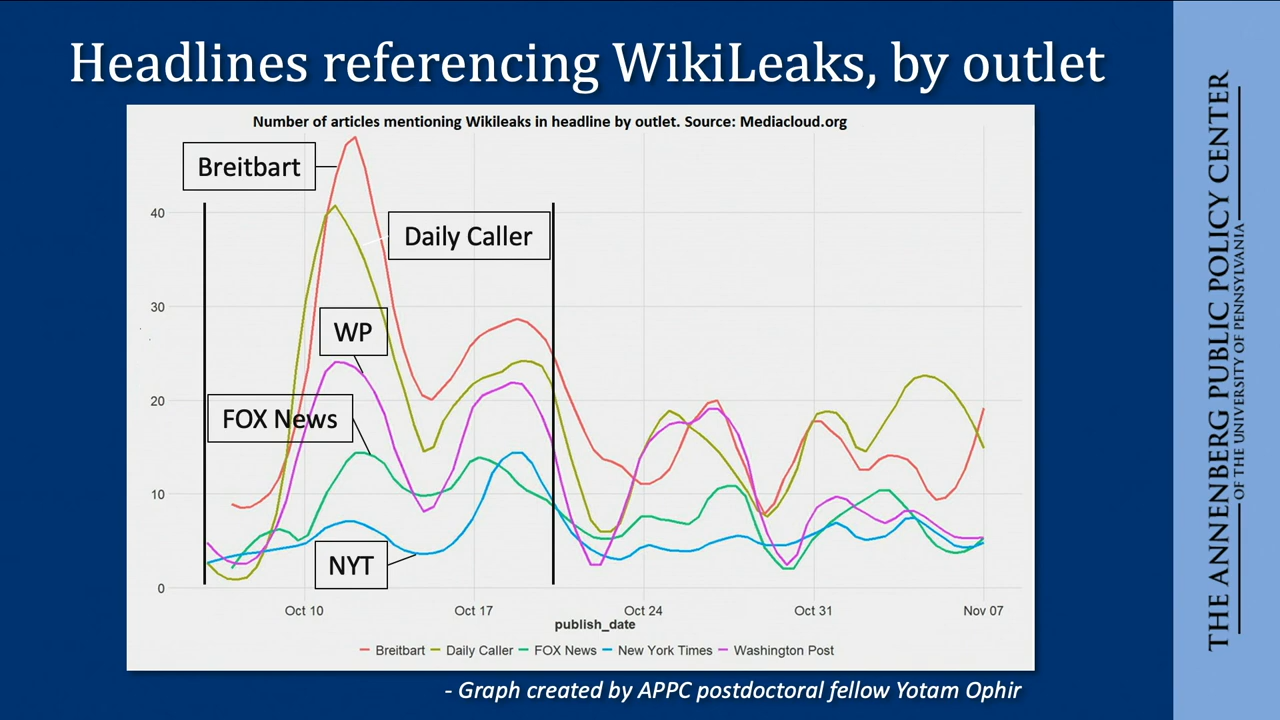 Headlines referencing WikiLeaks, by outlet
Number of articles mentioning Wikileaks in headline by outlet. Source: Mediacloud.org
Breitbart
Daily Caller
WP
FOX News
NYT
40
30
20
10
0
Oct 10
Oct 17
Oct 24
Oct 31
Nov 07
publish_date
Breitbart
Daily Caller
FOX News
New York Times
Washington Post
- Graph created by APPC postdoctoral fellow Yotam Ophir
THE ANNENBERG PUBLIC POLICY CENTER
OF THE UNIVERSITY OF PENNSYLVANIA